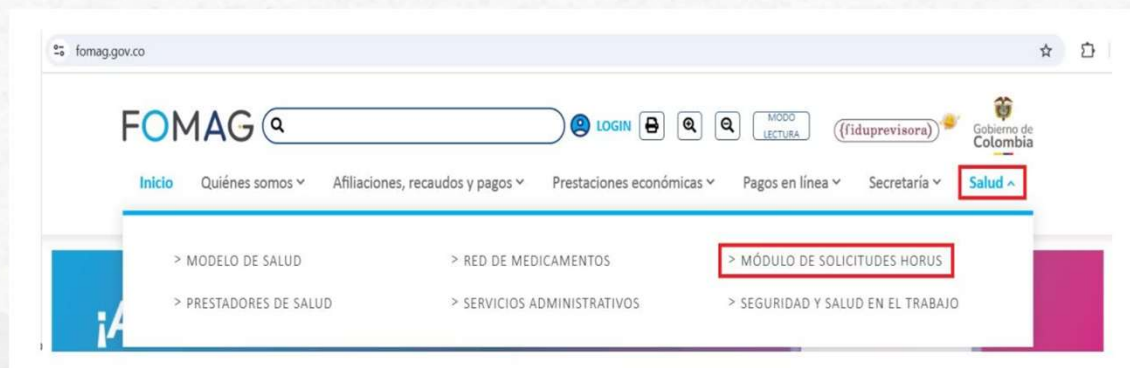 fomag.gov.co
FOMAG
LOGIN
MODO
LECTURA
{fiduprevisora)
Gobierno de
Colombia
Inicio Quiénes somos Afiliaciones, recaudos y pagos Prestaciones económicas Pagos en línea Secretaría Salud
> MODELO DE SALUD > RED DE MEDICAMENTOS > MÓDULO DE SOLICITUDES HORUS
> PRESTADORES DE SALUD > SERVICIOS ADMINISTRATIVOS > SEGURIDAD Y SALUD EN EL TRABAJO
¡A